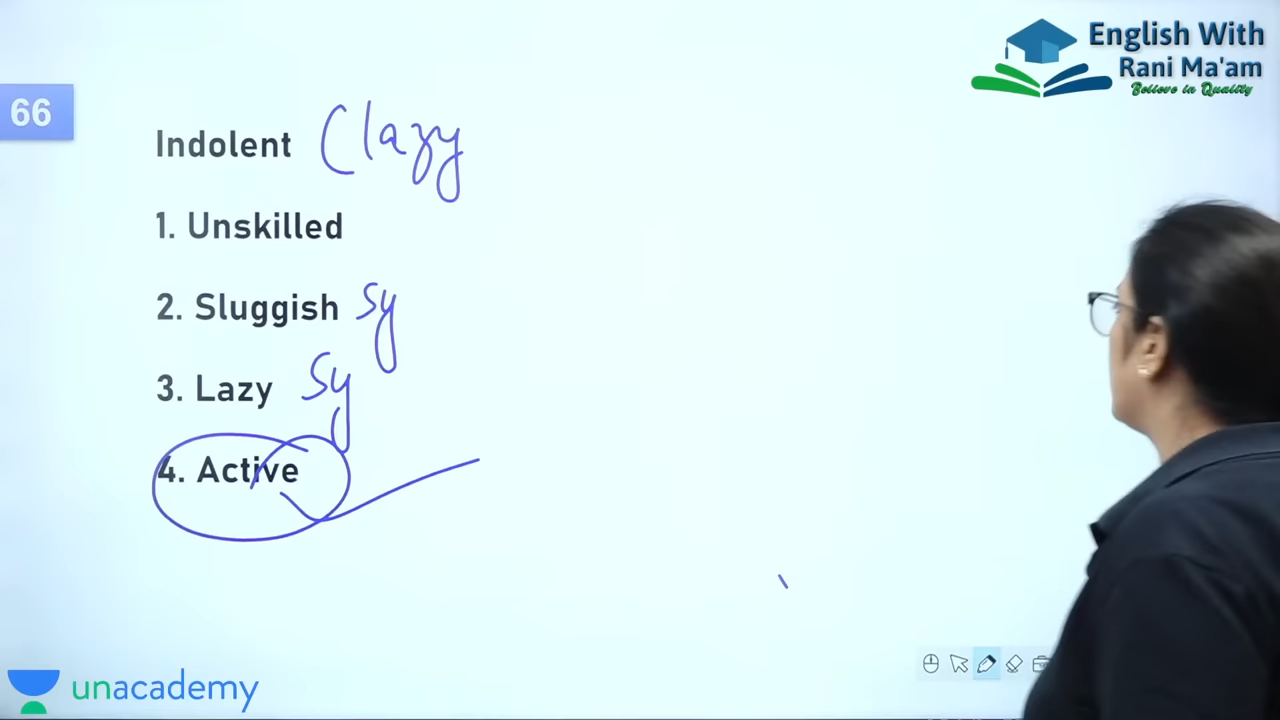 English With
Rani Ma'am
Believe in Quality
66
Indolent (lazy
1. Unskilled
2. Sluggish Sy
3. Lazy Sy
4. Active
unacademy